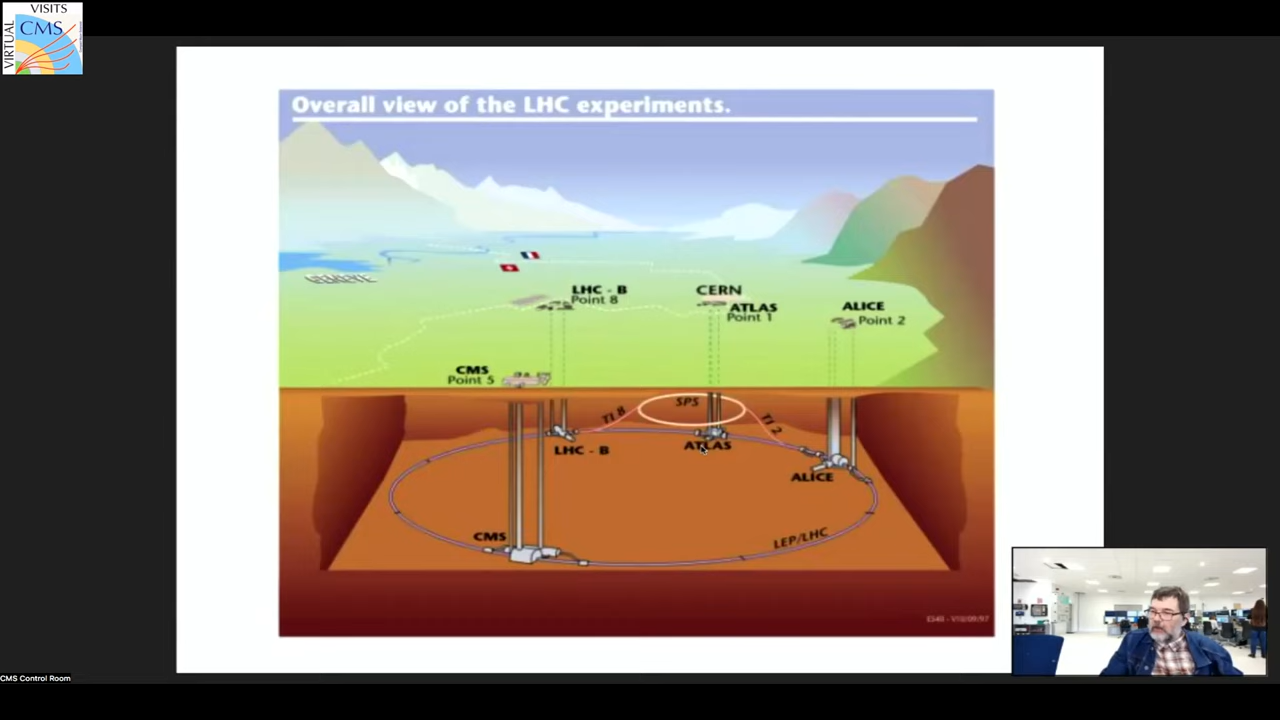 VISITS
CMS
VIRTUAL
Overall view of the LHC experiments.
GENEVE
LHC - B
Point 8
CERN
ATLAS
Point 1
ALICE
Point 2
CMS
Point 5
SPS
TI 8
TI 2
LHC - B
ATLAS
ALICE
CMS
LEP/LHC
CMS Control Room